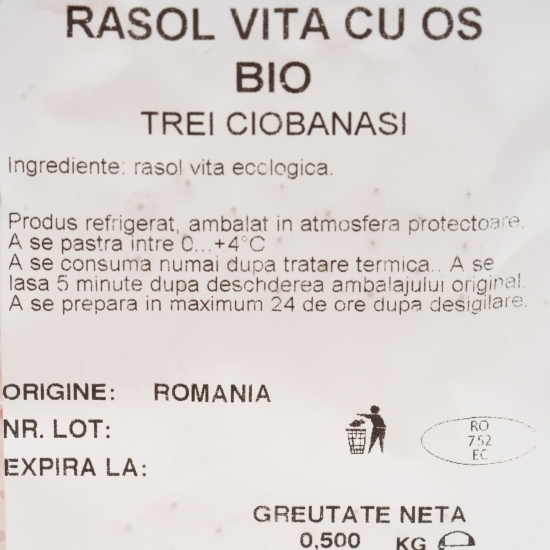 RASOL VITA CU OS
BIO
TREI CIOBANASI
Ingrediente: rasol vita ecologica.
Produs refrigerat, ambalat in atmosfera protectoare.
A se pastra intre 0...+4°C
A se consuma numai dupa tratare termica.. A se
lasa 5 minute dupa deschderea ambalajului original.
A se prepara in maximum 24 de ore dupa desigilare.
ORIGINE: ROMANIA
NR. LOT:
EXPIRA LA:
RO
752
EC
GREUTATE NETA
0,500 KG ℮